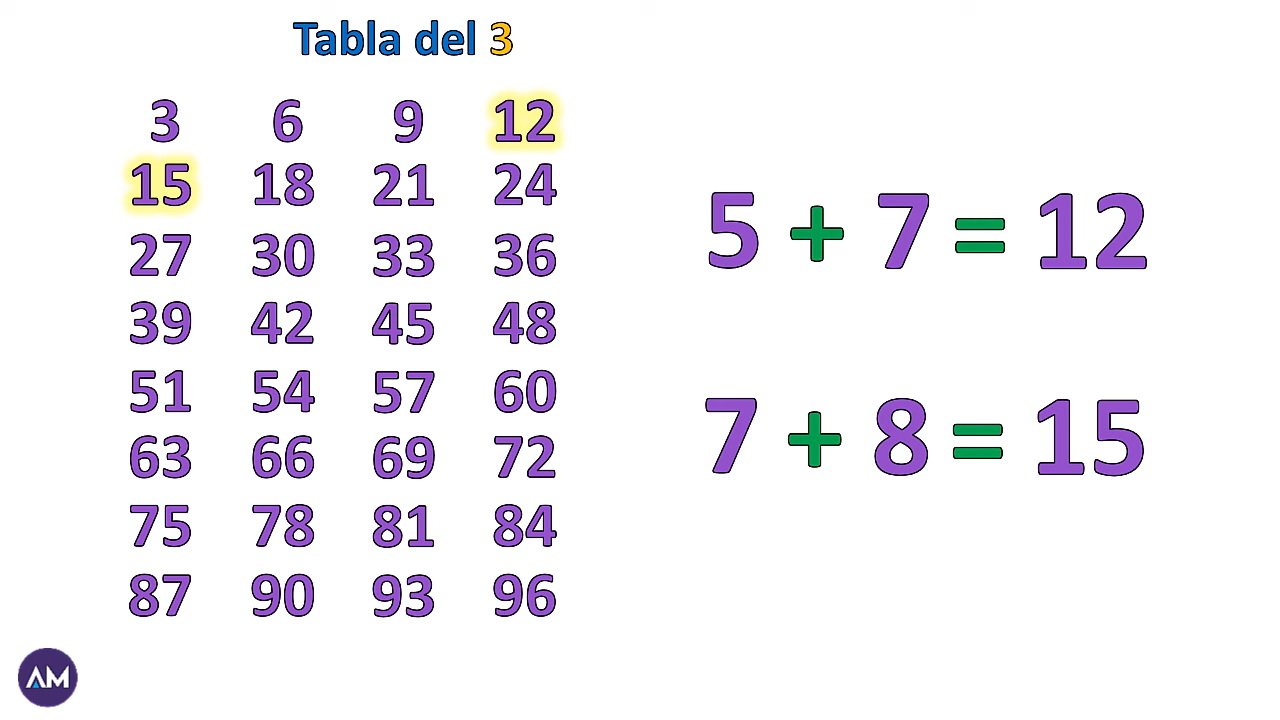 Tabla del 3
3 6 9 12
15 18 21 24
27 30 33 36
39 42 45 48
51 54 57 60
63 66 69 72
75 78 81 84
87 90 93 96
5 + 7 = 12
7 + 8 = 15
AM